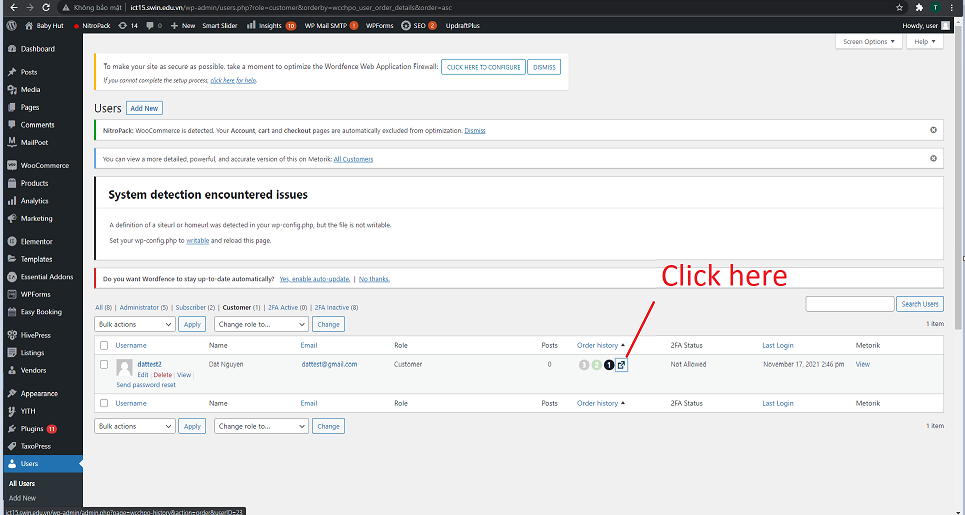 Không bảo mật | ict15.swin.edu.vn/wp-admin/users.php?role=customer&orderby=wcchpo_user_order_details&order=asc
T
Baby Hut NitroPack 14 0 New Smart Slider Insights 10 WP Mail SMTP 1 WPForms SEO 2 UpdraftPlus Howdy, user
Screen Options Help
Dashboard
Posts
Media
Pages
Comments
MailPoet
WooCommerce
Products
Analytics
Marketing
Elementor
Templates
Essential Addons
WPForms
Easy Booking
HivePress
Listings
Vendors
Appearance
YITH
Plugins 11
TaxoPress
Users
All Users
Add New
To make your site as secure as possible, take a moment to optimize the Wordfence Web Application Firewall: CLICK HERE TO CONFIGURE DISMISS
If you cannot complete the setup process, click here for help.
Users Add New
NitroPack: WooCommerce is detected. Your Account, cart and checkout pages are automatically excluded from optimization. Dismiss
You can view a more detailed, powerful, and accurate version of this on Metorik: All Customers
System detection encountered issues
A definition of a siteurl or homeurl was detected in your wp-config.php, but the file is not writable.
Set your wp-config.php to writable and reload this page.
Do you want Wordfence to stay up-to-date automatically? Yes, enable auto-update. | No thanks.
Click here
All (8) | Administrator (5) | Subscriber (2) | Customer (1) | 2FA Active (0) | 2FA Inactive (8) Search Users
Bulk actions Apply Change role to... Change 1 item
Username Name Email Role Posts Order history 2FA Status Last Login Metorik
dattest2 Dat Nguyen dattest@gmail.com Customer 0 3 2 1 Not Allowed November 17, 2021 2:46 pm View
Edit | Delete | View |
Send password reset
Username Name Email Role Posts Order history 2FA Status Last Login Metorik
Bulk actions Apply Change role to... Change 1 item
ict15.swin.edu.vn/wp-admin/admin.php?page=wcchpo-history&action=order&userID=23